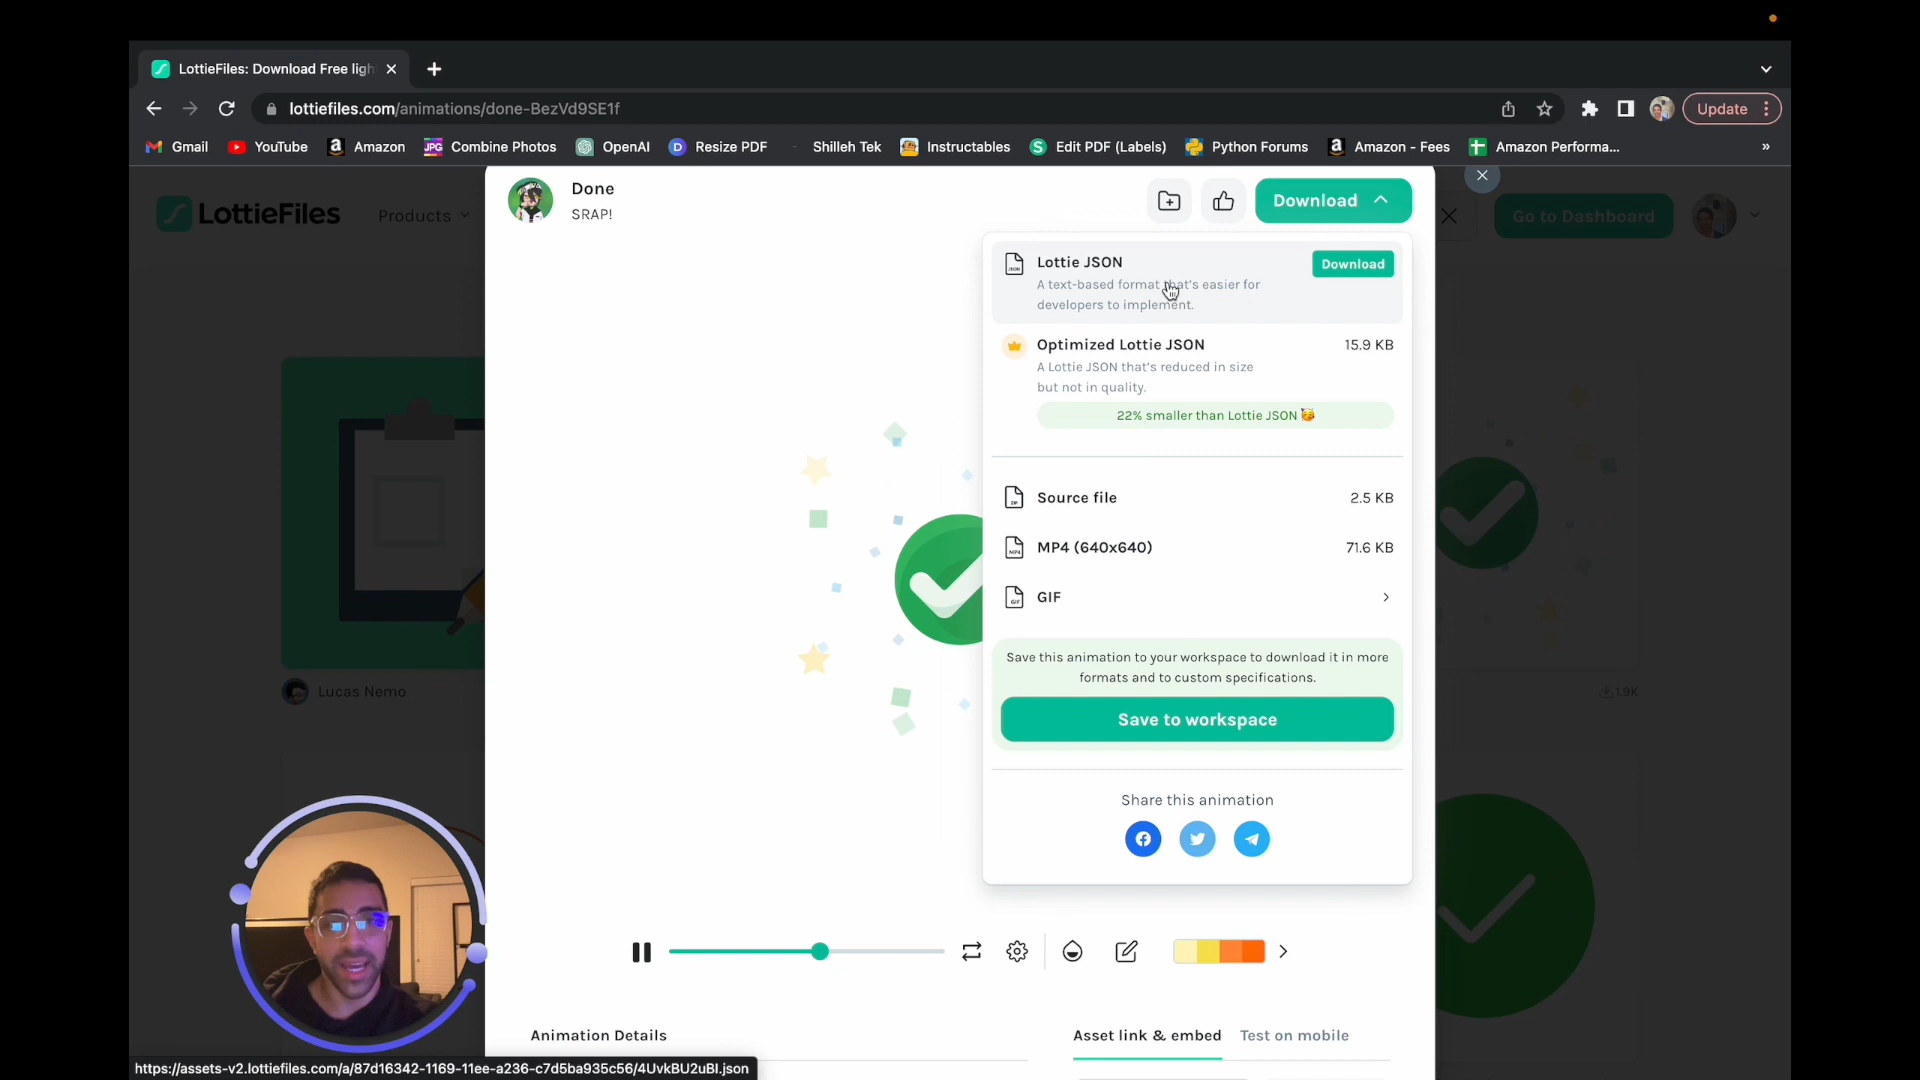 LottieFiles: Download Free ligh
lottiefiles.com/animations/done-BezVd9SE1f
Update
Gmail
YouTube
Amazon
JPG
Combine Photos
OpenAI
D
Resize PDF
Shilleh Tek
Instructables
S
Edit PDF (Labels)
Python Forums
Amazon - Fees
Amazon Performa...
»
LottieFiles
Products
Done
SRAP!
Download
Go to Dashboard
Lottie JSON
Download
A text-based format that's easier for
developers to implement.
Optimized Lottie JSON
15.9 KB
A Lottie JSON that's reduced in size
but not in quality.
22% smaller than Lottie JSON 🥳
Source file
2.5 KB
MP4 (640x640)
71.6 KB
GIF
Save this animation to your workspace to download it in more
formats and to custom specifications.
Save to workspace
Lucas Nemo
1.9K
Share this animation
Animation Details
Asset link & embed
Test on mobile
https://assets-v2.lottiefiles.com/a/87d16342-1169-11ee-a236-c7d5ba935c56/4UvkBU2uBI.json